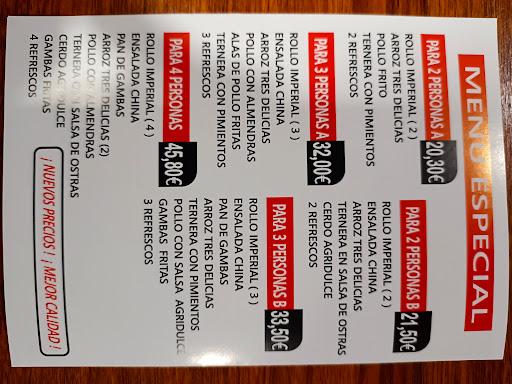 MENU ESPECIAL
PARA 2 PERSONAS A 20,30€
ROLLO IMPERIAL ( 2 )
ARROZ TRES DELICIAS
POLLO FRITO
TERNERA CON PIMIENTOS
2 REFRESCOS
PARA 2 PERSONAS B 21,50€
ROLLO IMPERIAL ( 2 )
ENSALADA CHINA
ARROZ TRES DELICIAS
TERNERA EN SALSA DE OSTRAS
CERDO AGRIDULCE
2 REFRESCOS
PARA 3 PERSONAS A 32,00€
ROLLO IMPERIAL ( 3 )
ENSALADA CHINA
ARROZ TRES DELICIAS
POLLO CON ALMENDRAS
ALAS DE POLLO FRITAS
TERNERA CON PIMIENTOS
3 REFRESCOS
PARA 3 PERSONAS B 33,50€
ROLLO IMPERIAL ( 3 )
ENSALADA CHINA
PAN DE GAMBAS
ARROZ TRES DELICIAS
TERNERA CON PIMIENTOS
POLLO CON SALSA AGRIDULCE
GAMBAS FRITAS
3 REFRESCOS
PARA 4 PERSONAS 45,80€
ROLLO IMPERIAL ( 4 )
ENSALADA CHINA
PAN DE GAMBAS
ARROZ TRES DELICIAS (2)
POLLO CON ALMENDRAS
TERNERA CON SALSA DE OSTRAS
CERDO AGRIDULCE
GAMBAS FRITAS
4 REFRESCOS
¡ NUEVOS PRECIOS ! ¡ MEJOR CALIDAD !